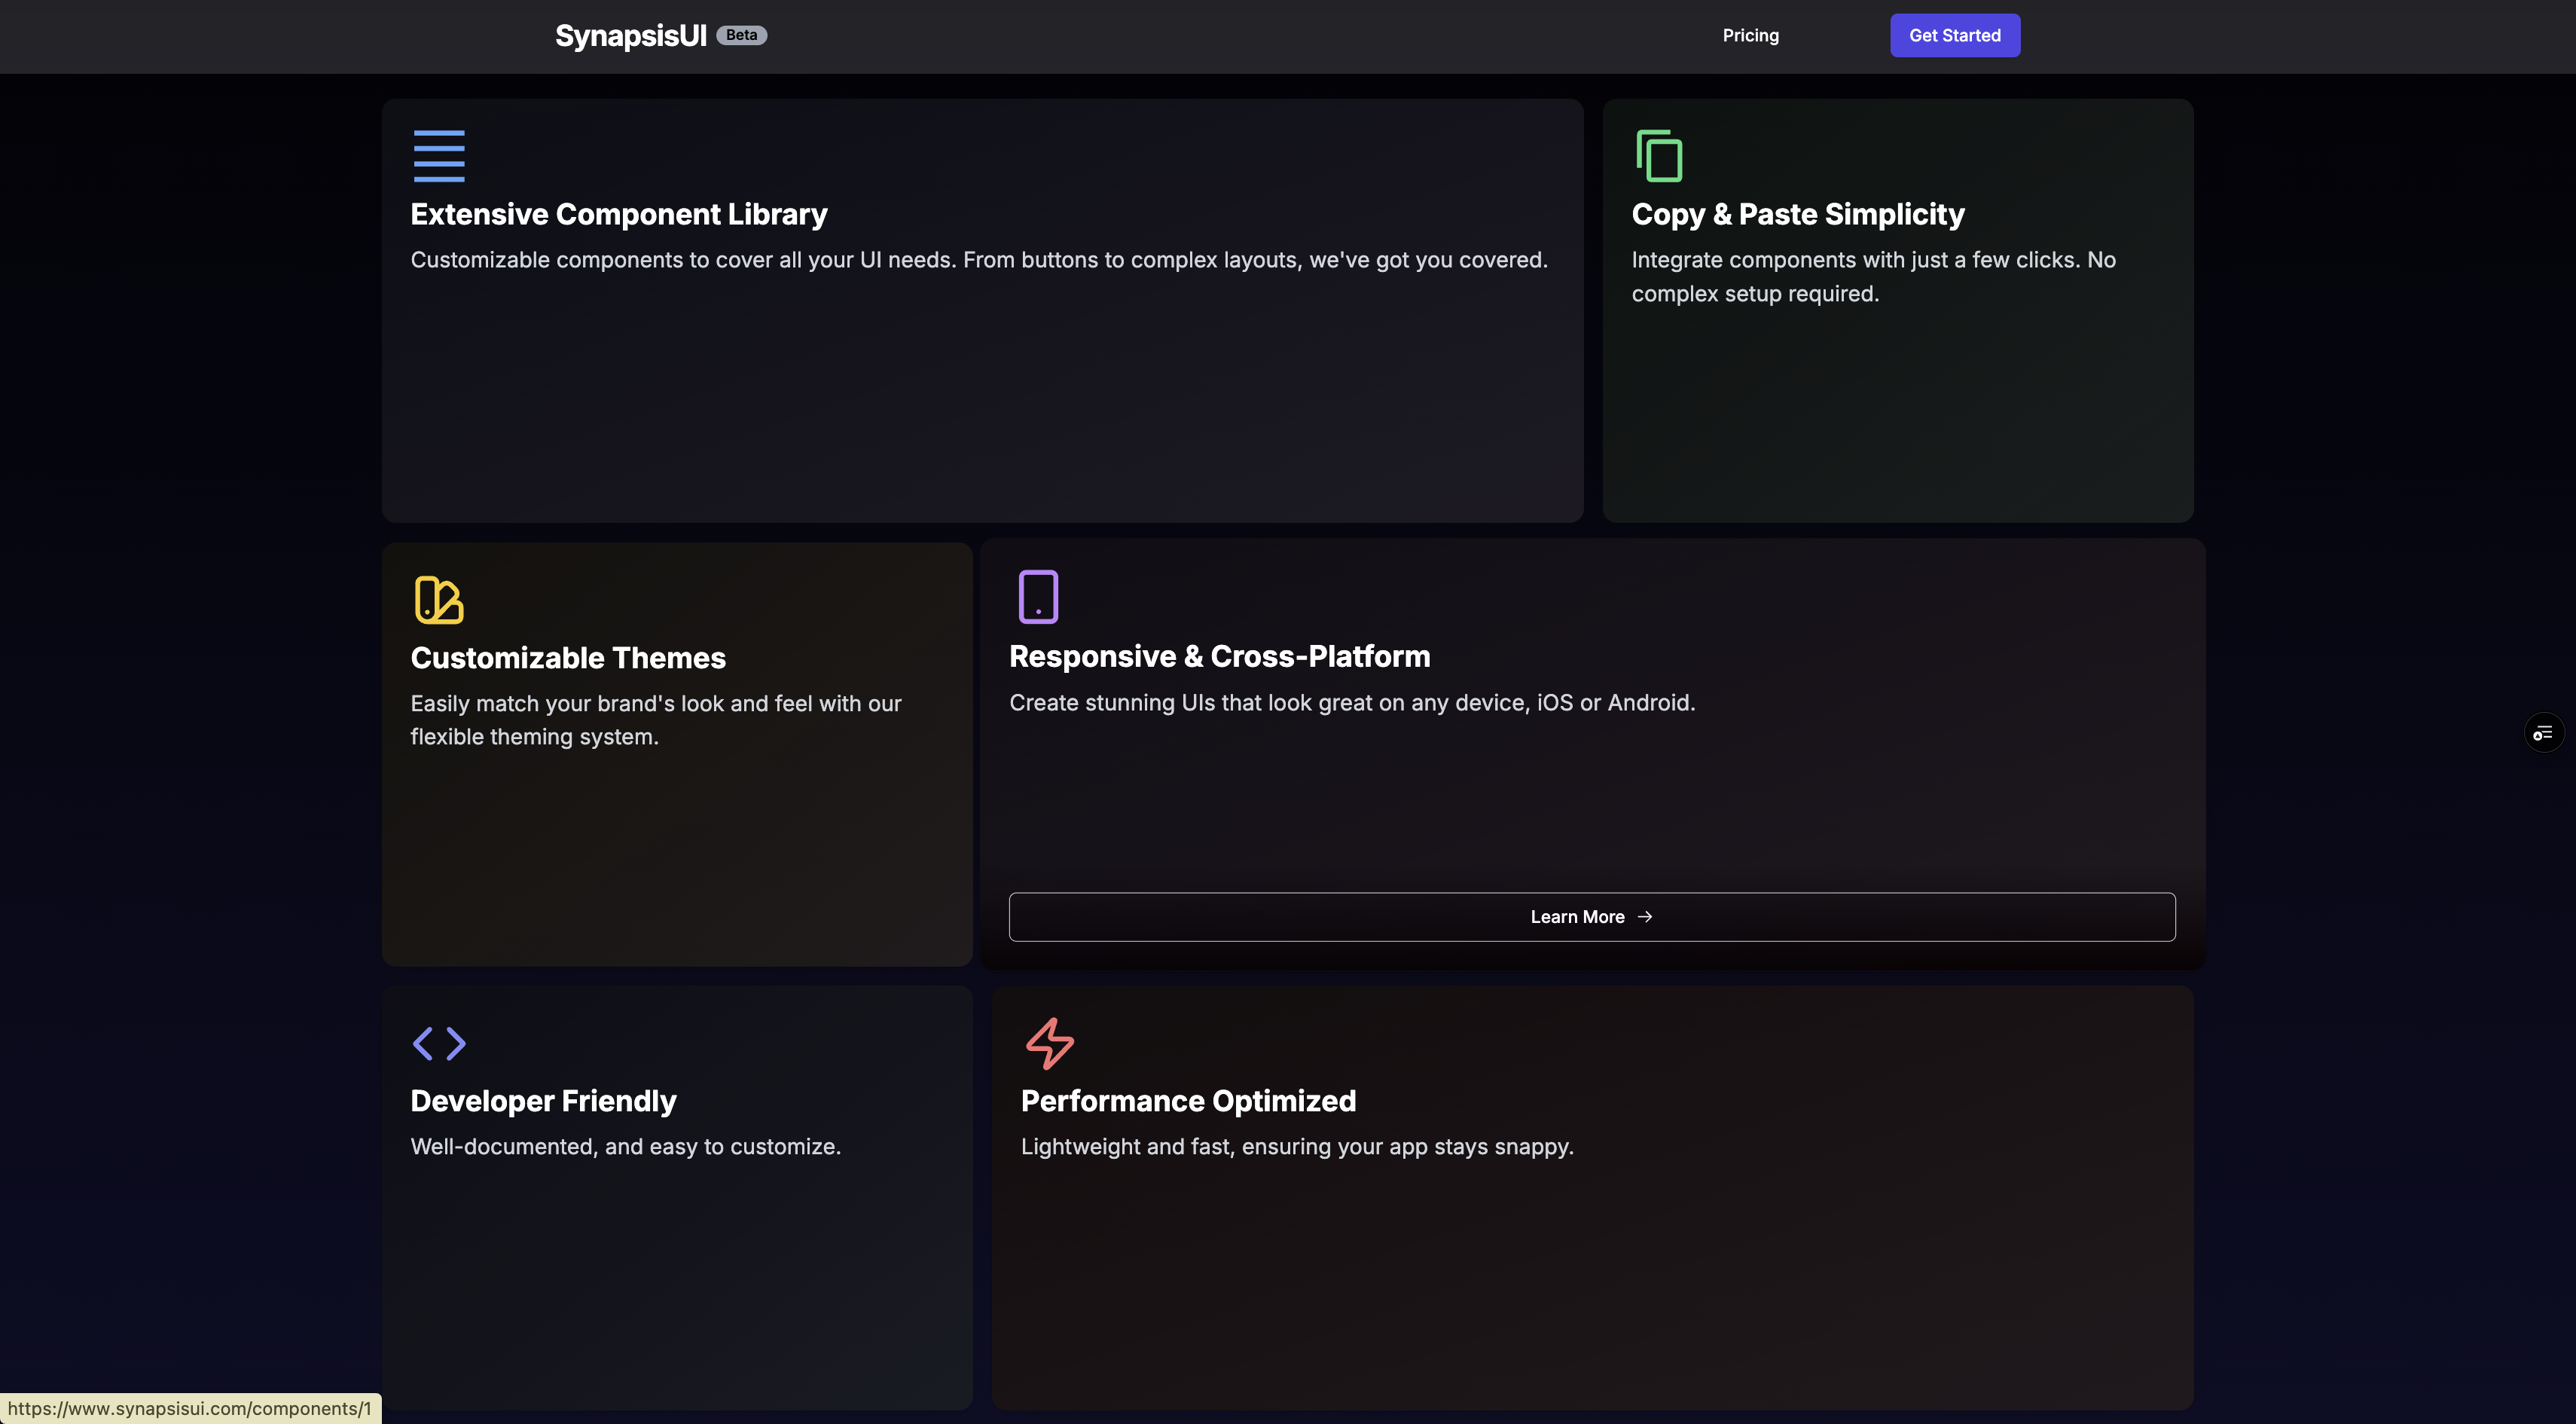 SynapsisUI Beta
Pricing
Get Started
Extensive Component Library
Customizable components to cover all your UI needs. From buttons to complex layouts, we've got you covered.
Copy & Paste Simplicity
Integrate components with just a few clicks. No
complex setup required.
Customizable Themes
Easily match your brand's look and feel with our
flexible theming system.
Responsive & Cross-Platform
Create stunning UIs that look great on any device, iOS or Android.
Learn More →
Developer Friendly
Well-documented, and easy to customize.
Performance Optimized
Lightweight and fast, ensuring your app stays snappy.
https://www.synapsisui.com/components/1